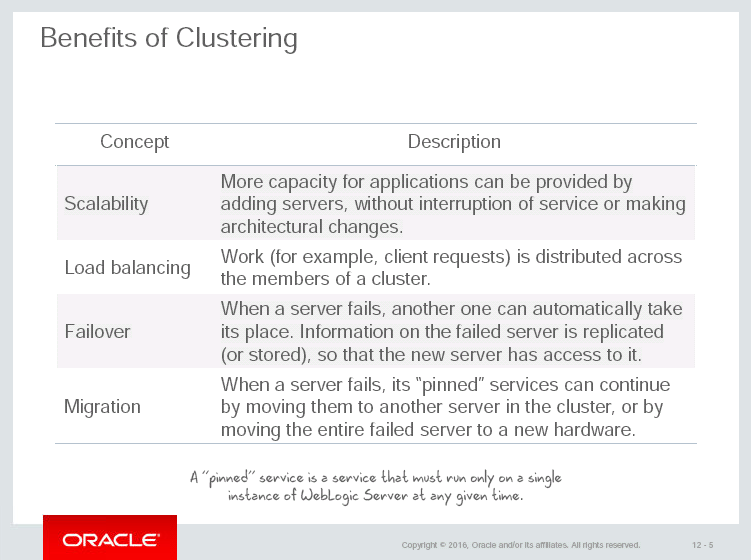 Benefits of Clustering
Concept Description
Scalability
More capacity for applications can be provided by
adding servers, without interruption of service or making
architectural changes.
Load balancing
Work (for example, client requests) is distributed across
the members of a cluster.
Failover
When a server fails, another one can automatically take
its place. Information on the failed server is replicated
(or stored), so that the new server has access to it.
Migration
When a server fails, its “pinned” services can continue
by moving them to another server in the cluster, or by
moving the entire failed server to a new hardware.
A “pinned” service is a service that must run only on a single
instance of WebLogic Server at any given time.
ORACLE®
Copyright © 2016, Oracle and/or its affiliates. All rights reserved. 12 - 5